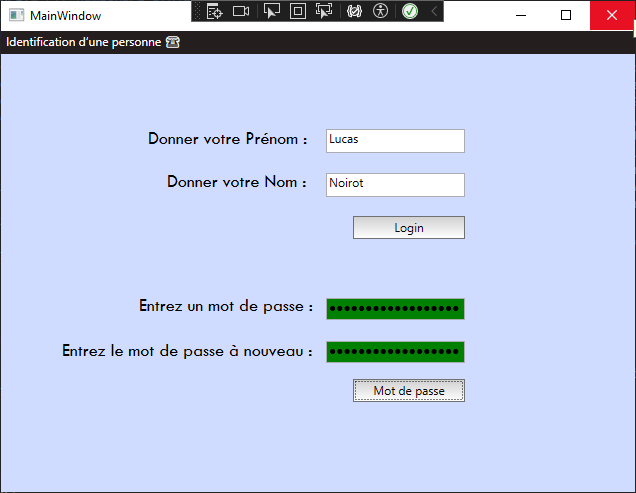 MainWindow
Identification d'une personne
Donner votre Prénom :
Lucas
Donner votre Nom :
Noirot
Login
Entrez un mot de passe :
Entrez le mot de passe à nouveau :
Mot de passe